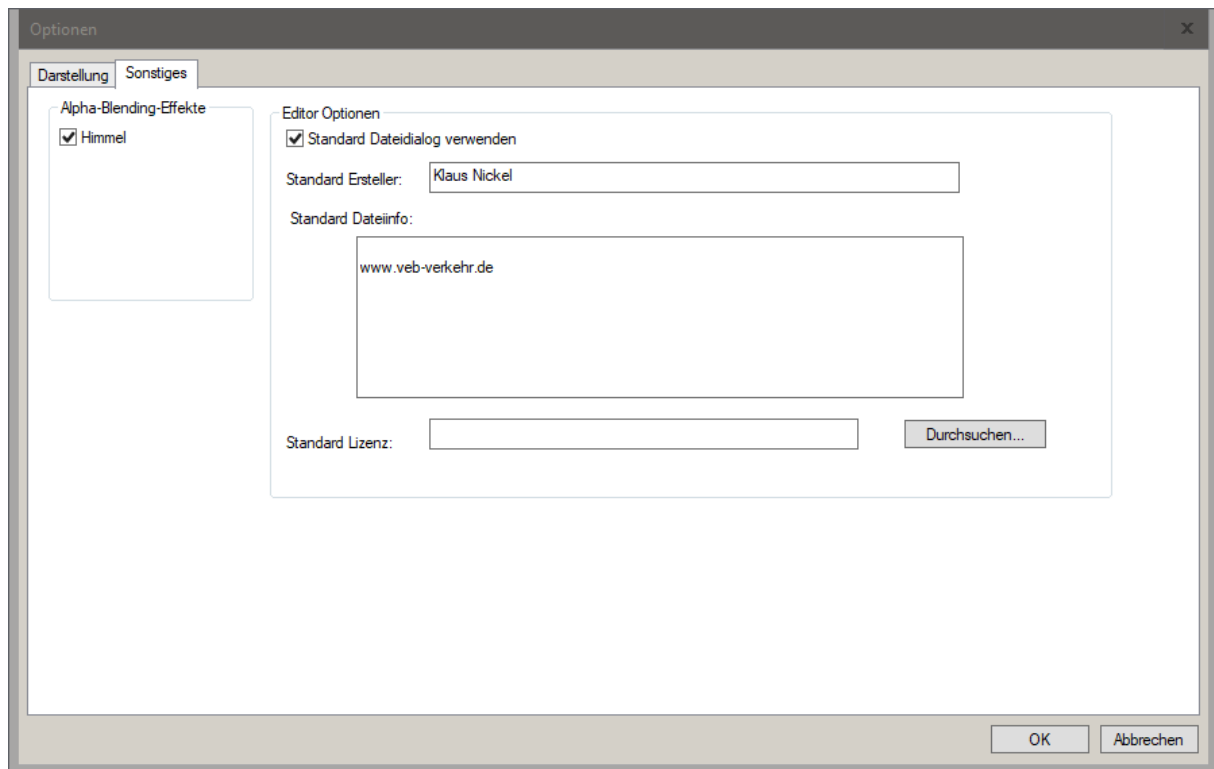 Optionen
x
Darstellung
Sonstiges
Alpha-Blending-Effekte
Himmel
Editor Optionen
Standard Dateidialog verwenden
Standard Ersteller:
Klaus Nickel
Standard Dateiinfo:
www.veb-verkehr.de
Standard Lizenz:
Durchsuchen...
OK
Abbrechen